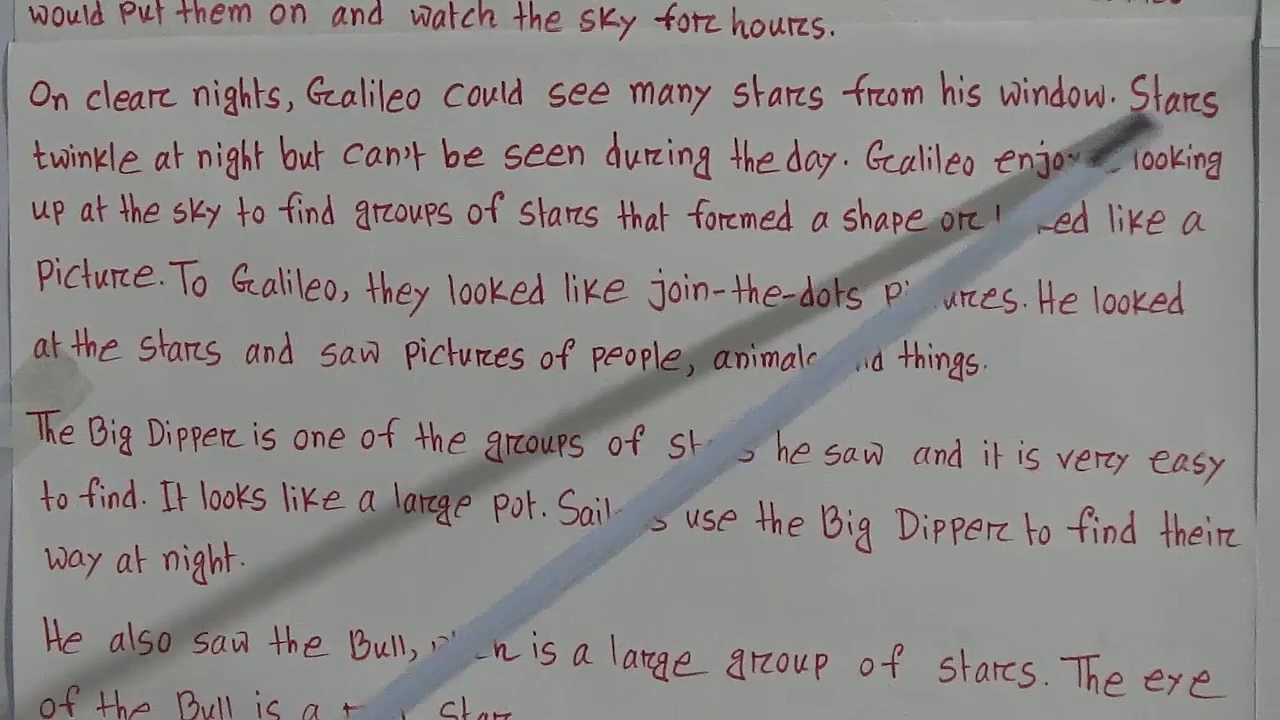 would put them on and watch the sky for hours.
On clear nights, Galileo could see many stars from his window. Stars
twinkle at night but can't be seen during the day. Galileo looking
up at the sky to find groups of stars that formed a shape or like a
picture. To Galileo, they looked like join-the-dots pictures. He looked
at the stars and saw pictures of people, animals and things.
The Big Dipper is one of the groups of stars he saw and it is very easy
to find. It looks like a large pot. Sailors use the Big Dipper to find their
way at night.
He also saw the Bull, which is a large group of stars. The eye
of the Bull is a star